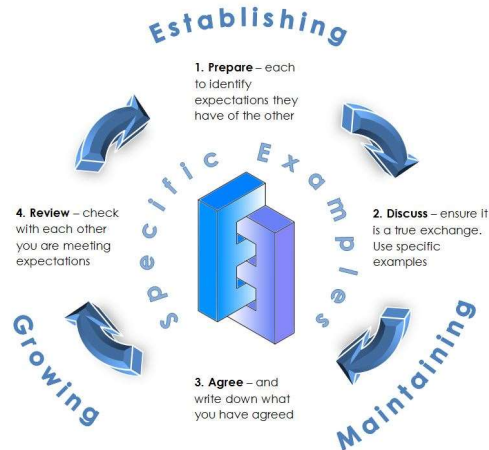 Establishing
1. Prepare – each
to identify
expectations they
have of the other
Specific Examples
4. Review – check
with each other
you are meeting
expectations
2. Discuss – ensure it
is a true exchange.
Use specific
examples
Growing
Maintaining
3. Agree – and
write down what
you have agreed